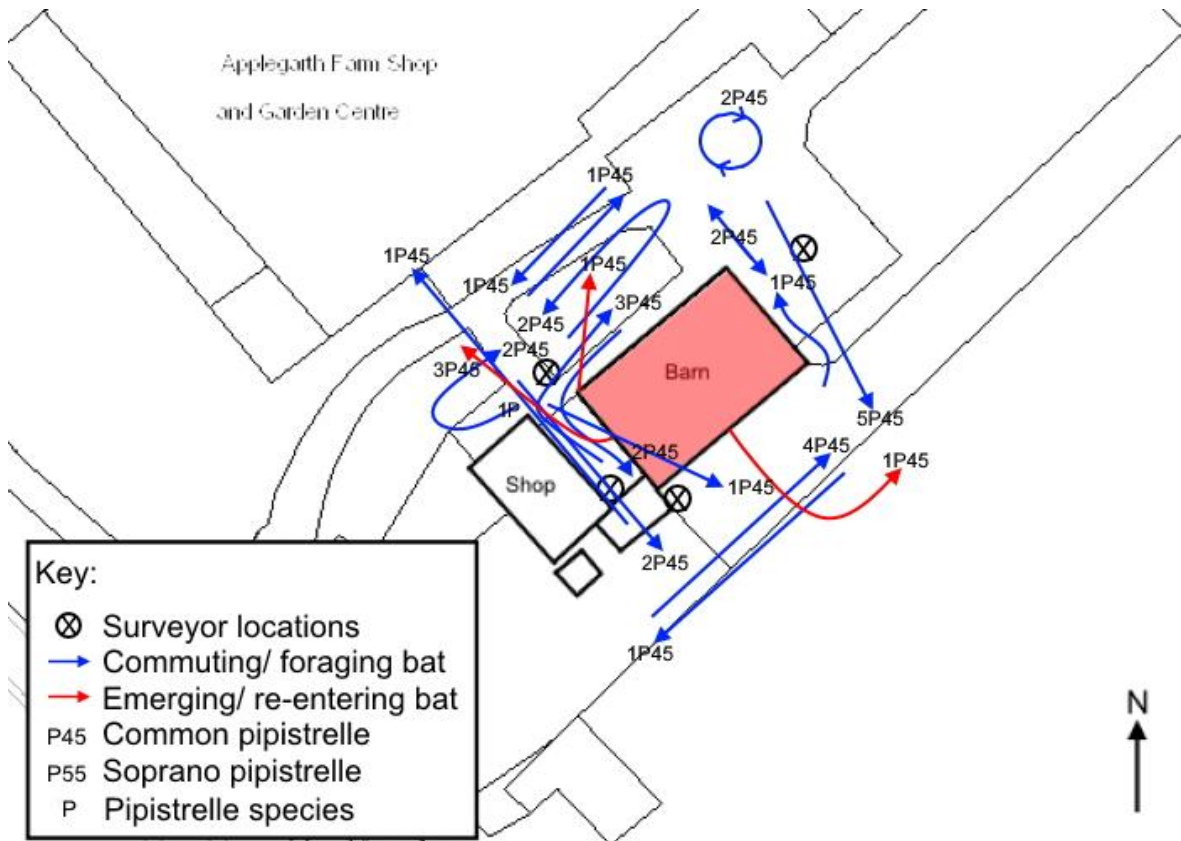 Applegarth Farm Shop
and Garden Centre
2P45
1P45
2P45
1P45
1P45
1P45
1P45
3P45
2P45
2P45
3P45
1P
Barn
5P45
4P45
1P45
2P45
1P45
Shop
2P45
1P45
Key:
Surveyor locations
Commuting/ foraging bat
Emerging/ re-entering bat
P45 Common pipistrelle
P55 Soprano pipistrelle
P Pipistrelle species
N